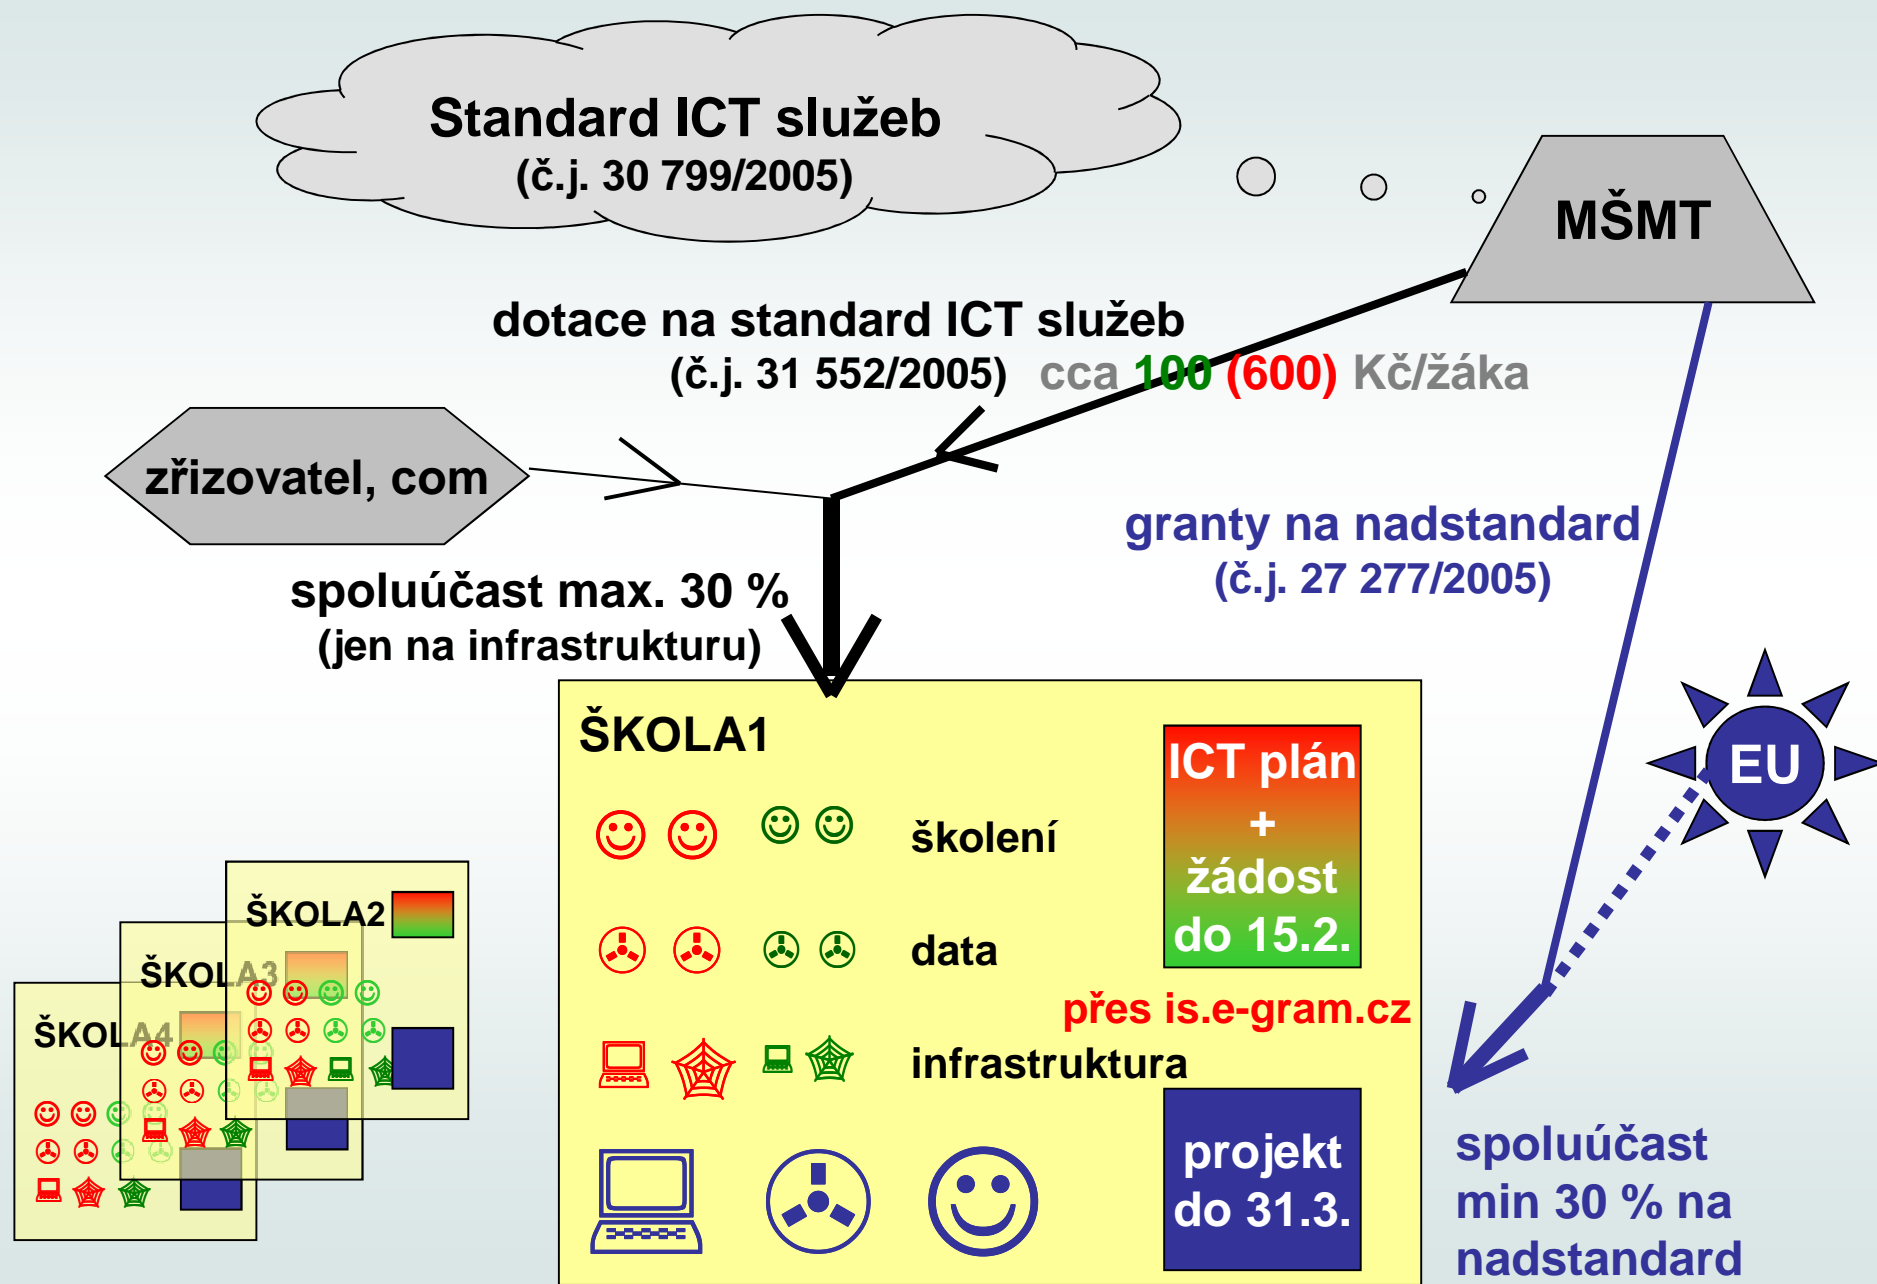 Standard ICT služeb
(č.j. 30 799/2005)
MŠMT
dotace na standard ICT služeb
(č.j. 31 552/2005) cca 100 (600) Kč/žáka
zřizovatel, com
granty na nadstandard
(č.j. 27 277/2005)
spoluúčast max. 30 %
(jen na infrastrukturu)
EU
ŠKOLA1
ICT plán
+
žádost
do 15.2.
školení
data
přes is.e-gram.cz
infrastruktura
projekt
do 31.3.
ŠKOLA2
ŠKOLA3
ŠKOLA4
spoluúčast
min 30 % na
nadstandard